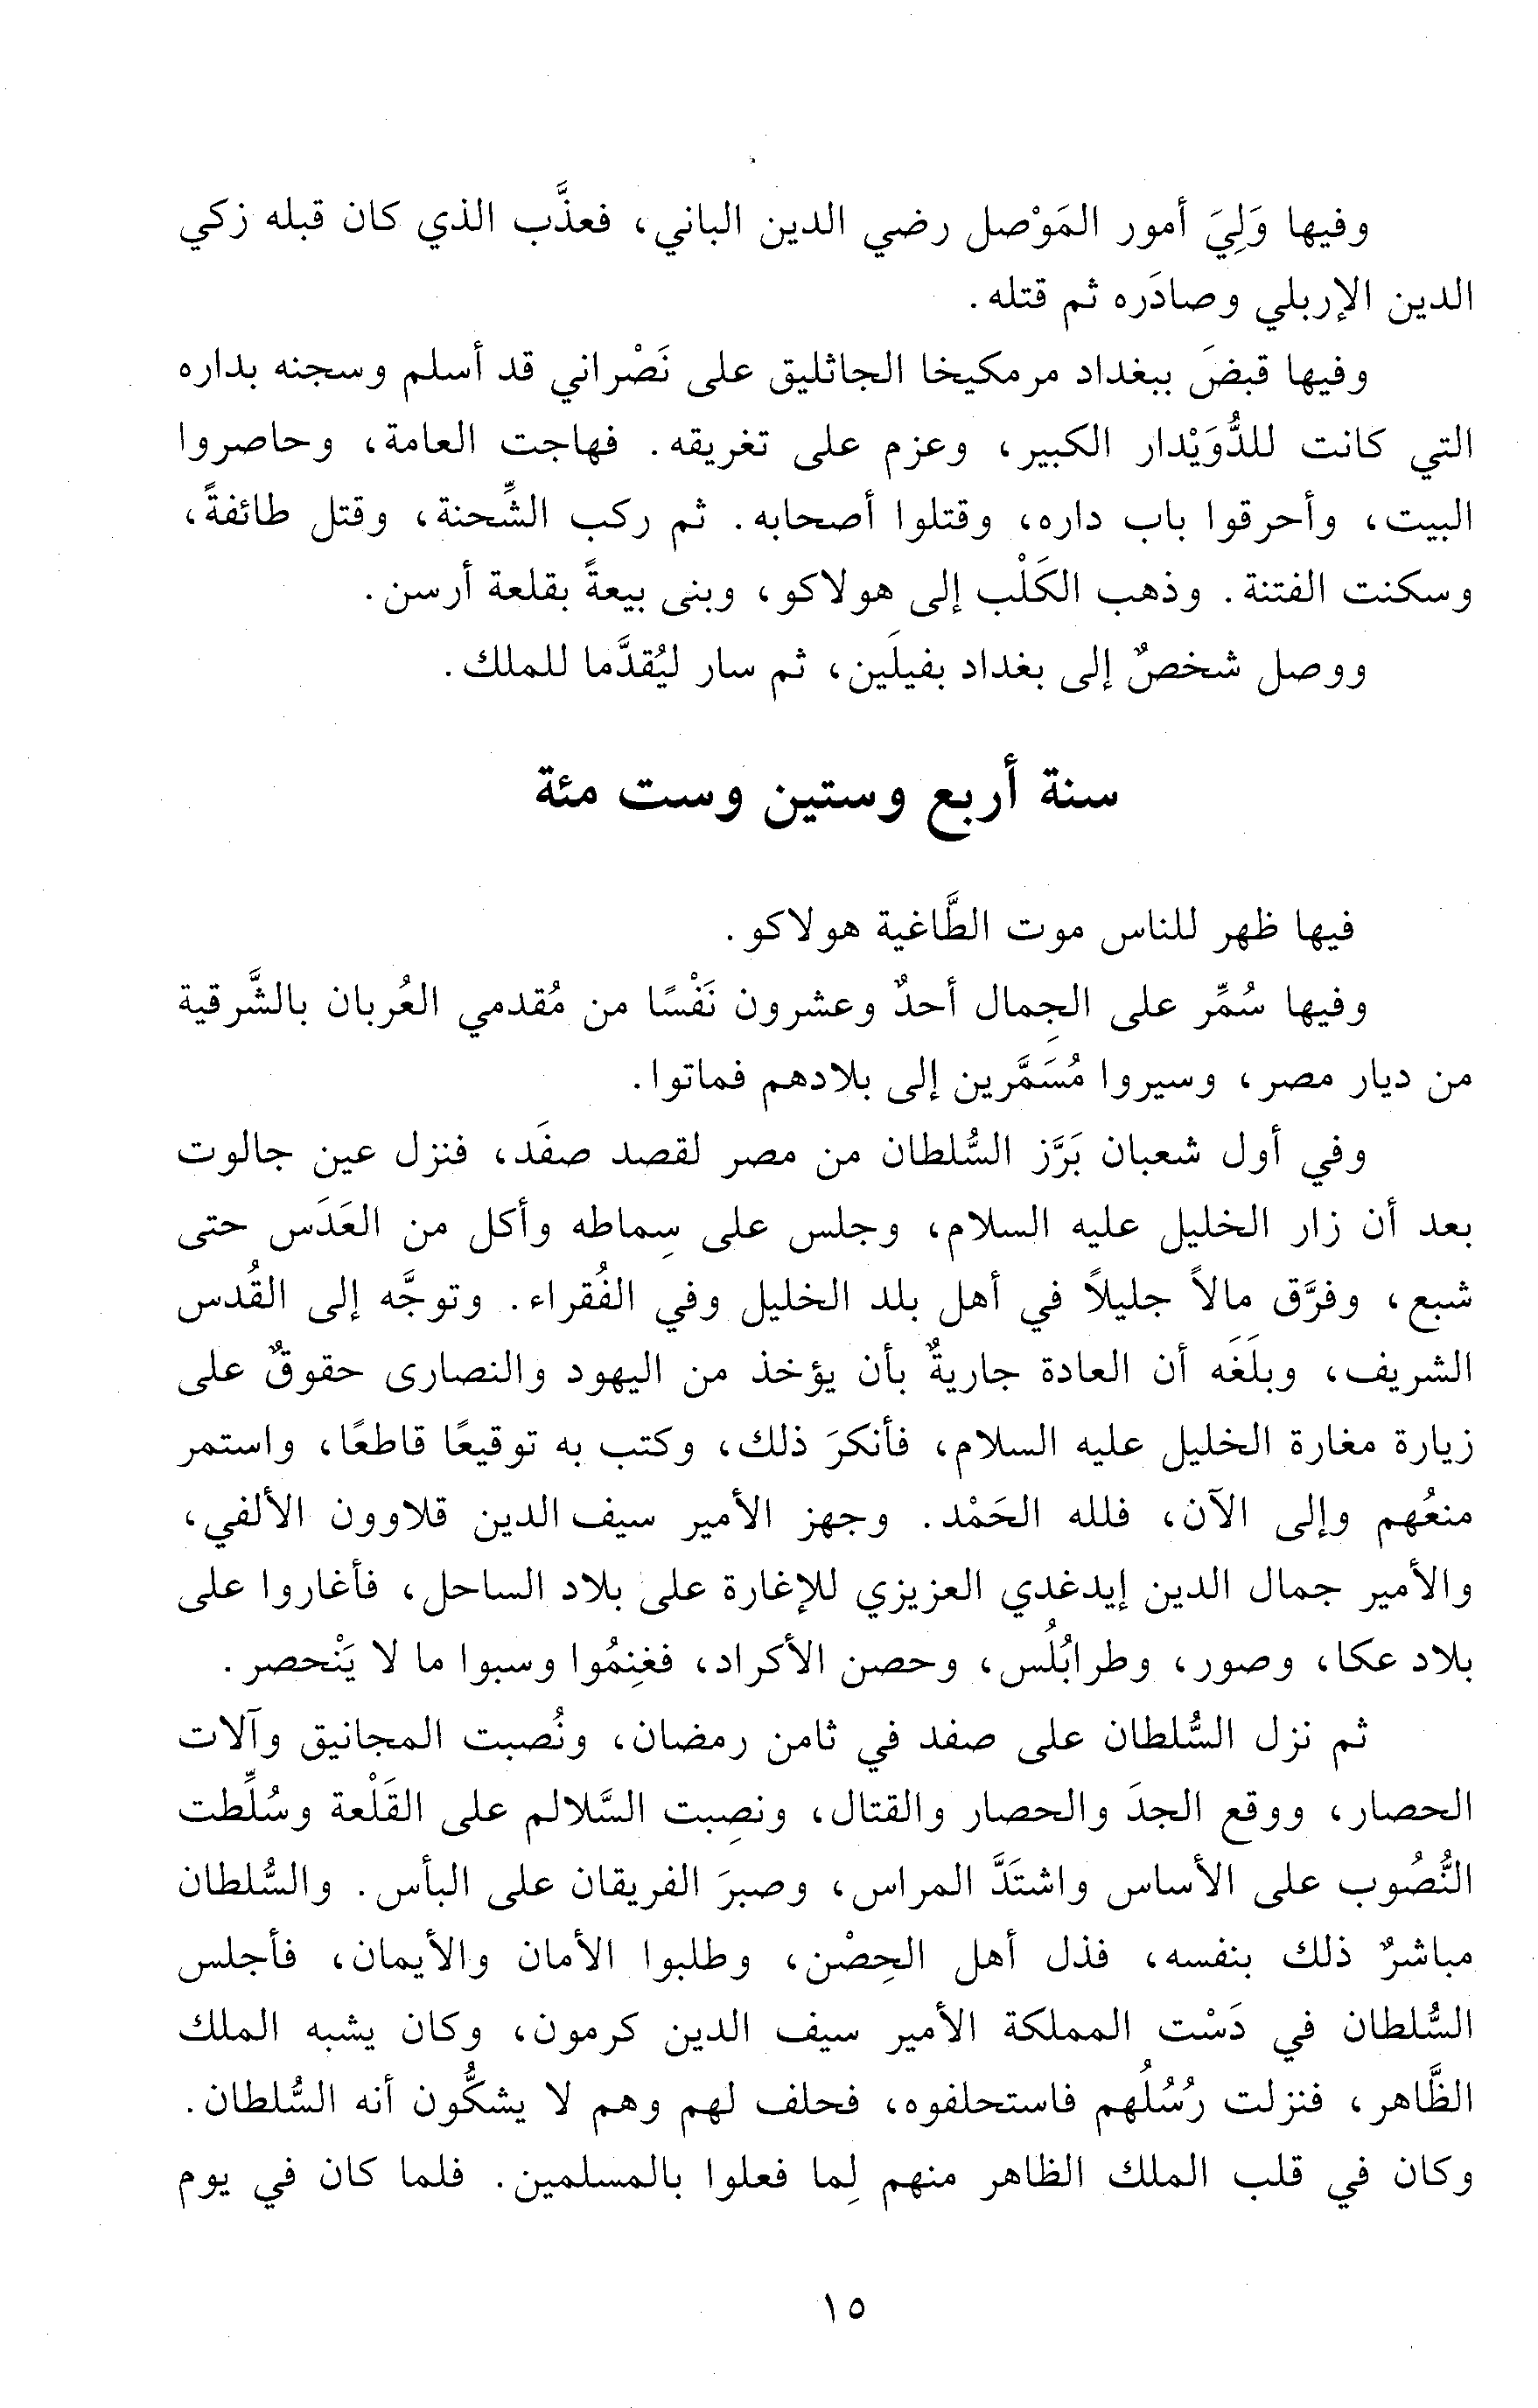 وفيها وَلِيَ أمور المَوْصل رضي الدين الباني، فعذَّب الذي كان قبله زكي
الدين الإربلي وصادَره ثم قتله.
وفيها قبضَ ببغداد مرمكيخا الجاثليق على نَصْراني قد أسلم وسجنه بداره
التي كانت للدُّوَيْدار الكبير، وعزم على تغريقه. فهاجت العامة، وحاصروا
البيت، وأحرقوا باب داره، وقتلوا أصحابه. ثم ركب الشِّحنة، وقتل طائفةً،
وسكنت الفتنة. وذهب الكَلْب إلى هولاكو، وبنى بيعةً بقلعة أرسن.
ووصل شخصٌ إلى بغداد بفيلَين، ثم سار ليُقدَّما للملك.
سنة أربع وستين وست مئة
فيها ظهر للناس موت الطَّاغية هولاكو.
وفيها سُمِّر على الجِمال أحدٌ وعشرون نَفْسًا من مُقدمي العُربان بالشَّرقية
من ديار مصر، وسيروا مُسَمَّرين إلى بلادهم فماتوا.
وفي أول شعبان بَرَّز السُّلطان من مصر لقصد صفَد، فنزل عين جالوت
بعد أن زار الخليل عليه السلام، وجلس على سِماطه وأكل من العَدَس حتى
شبع، وفرَّق مالاً جليلاً في أهل بلد الخليل وفي الفُقراء. وتوجَّه إلى القُدس
الشريف، وبلَغَه أن العادة جاريةٌ بأن يؤخذ من اليهود والنصارى حقوقٌ على
زيارة مغارة الخليل عليه السلام، فأنكرَ ذلك، وكتب به توقيعًا قاطعًا، واستمر
منعُهم وإلى الآن، فلله الحَمْد. وجهز الأمير سيف الدين قلاوون الألفي،
والأمير جمال الدين إيدغدي العزيزي للإغارة على بلاد الساحل، فأغاروا على
بلاد عكا، وصور، وطرابُلُس، وحصن الأكراد، فغنِمُوا وسبوا ما لا يَنْحصر.
ثم نزل السُّلطان على صفد في ثامن رمضان، ونُصبت المجانيق وآلات
الحصار، ووقع الجدَ والحصار والقتال، ونصِبت السَّلالم على القَلْعة وسُلِّطت
النُّصُوب على الأساس واشتَدَّ المراس، وصبرَ الفريقان على البأس. والسُّلطان
مباشرٌ ذلك بنفسه، فذل أهل الحِصْن، وطلبوا الأمان والأيمان، فأجلس
السُّلطان في دَسْت المملكة الأمير سيف الدين كرمون، وكان يشبه الملك
الظَّاهر، فنزلت رُسُلُهم فاستحلفوه، فحلف لهم وهم لا يشكُّون أنه السُّلطان.
وكان في قلب الملك الظاهر منهم لِما فعلوا بالمسلمين. فلما كان في يوم
١٥